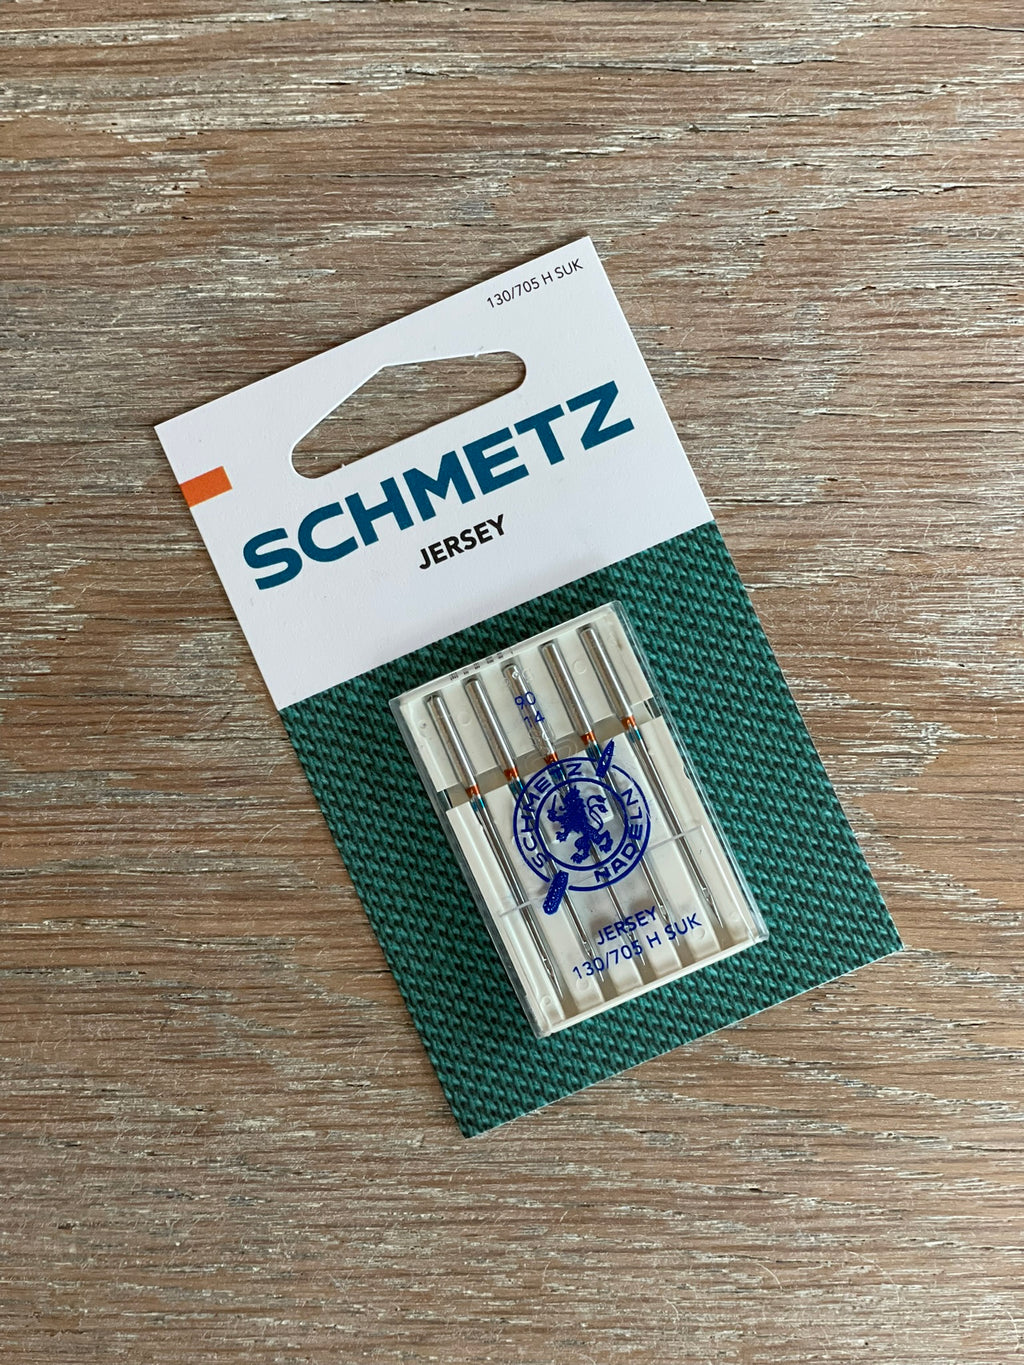 130/705 H SUK
SCHMETZ
JERSEY
90
14
SCHMETZ
NADELN
JERSEY
130/705 H SUK